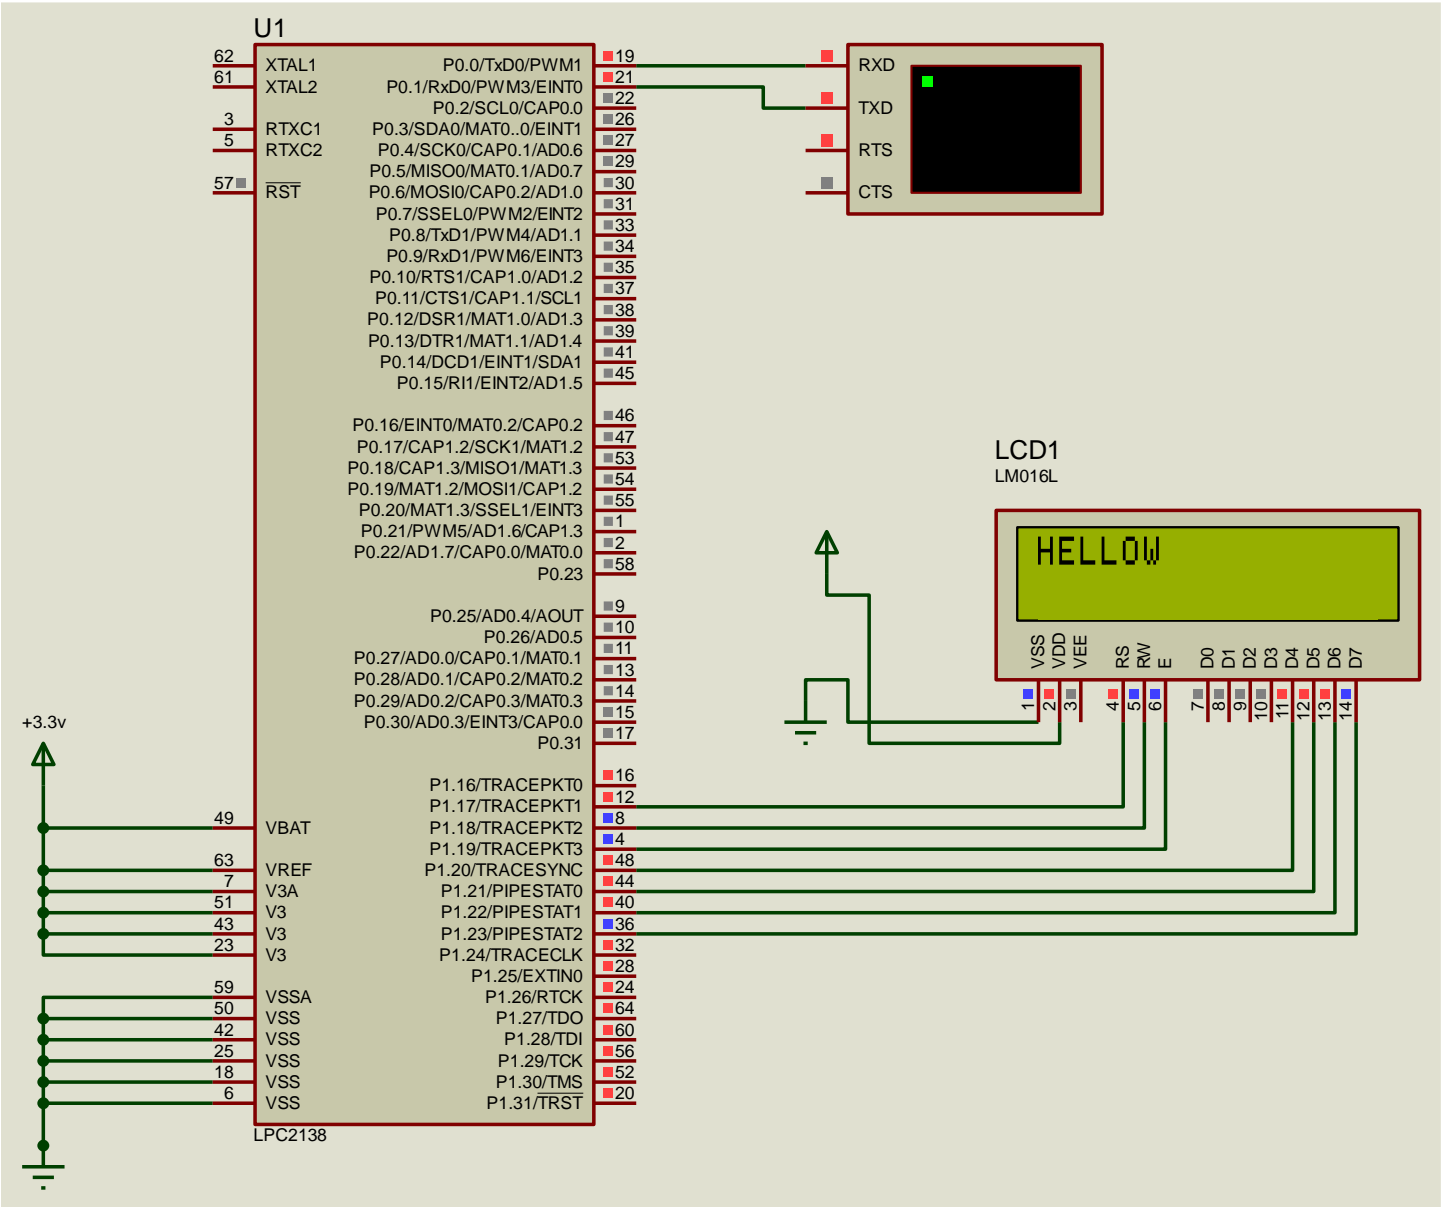 U1
62 XTAL1
61 XTAL2
3 RTXC1
5 RTXC2
57 RST
P0.0/TxD0/PWM1 19
P0.1/RxD0/PWM3/EINT0 21
P0.2/SCL0/CAP0.0 22
P0.3/SDA0/MAT0..0/EINT1 26
P0.4/SCK0/CAP0.1/AD0.6 27
P0.5/MISO0/MAT0.1/AD0.7 29
P0.6/MOSI0/CAP0.2/AD1.0 30
P0.7/SSEL0/PWM2/EINT2 31
P0.8/TxD1/PWM4/AD1.1 33
P0.9/RxD1/PWM6/EINT3 34
P0.10/RTS1/CAP1.0/AD1.2 35
P0.11/CTS1/CAP1.1/SCL1 37
P0.12/DSR1/MAT1.0/AD1.3 38
P0.13/DTR1/MAT1.1/AD1.4 39
P0.14/DCD1/EINT1/SDA1 41
P0.15/RI1/EINT2/AD1.5 45
P0.16/EINT0/MAT0.2/CAP0.2 46
P0.17/CAP1.2/SCK1/MAT1.2 47
P0.18/CAP1.3/MISO1/MAT1.3 53
P0.19/MAT1.2/MOSI1/CAP1.2 54
P0.20/MAT1.3/SSEL1/EINT3 55
P0.21/PWM5/AD1.6/CAP1.3 1
P0.22/AD1.7/CAP0.0/MAT0.0 2
P0.23 58
P0.25/AD0.4/AOUT 9
P0.26/AD0.5 10
P0.27/AD0.0/CAP0.1/MAT0.1 11
P0.28/AD0.1/CAP0.2/MAT0.2 13
P0.29/AD0.2/CAP0.3/MAT0.3 14
P0.30/AD0.3/EINT3/CAP0.0 15
P0.31 17
P1.16/TRACEPKT0 16
P1.17/TRACEPKT1 12
P1.18/TRACEPKT2 8
P1.19/TRACEPKT3 4
P1.20/TRACESYNC 48
P1.21/PIPESTAT0 44
P1.22/PIPESTAT1 40
P1.23/PIPESTAT2 36
P1.24/TRACECLK 32
P1.25/EXTIN0 28
P1.26/RTCK 24
P1.27/TDO 64
P1.28/TDI 60
P1.29/TCK 56
P1.30/TMS 52
P1.31/TRST 20
+3.3v
49 VBAT
63 VREF
7 V3A
51 V3
43 V3
23 V3
59 VSSA
50 VSS
42 VSS
25 VSS
18 VSS
6 VSS
LPC2138
RXD
TXD
RTS
CTS
LCD1
LM016L
HELLOW
VSS VDD VEE RS RW E D0 D1 D2 D3 D4 D5 D6 D7
1 2 3 4 5 6 7 8 9 10 11 12 13 14